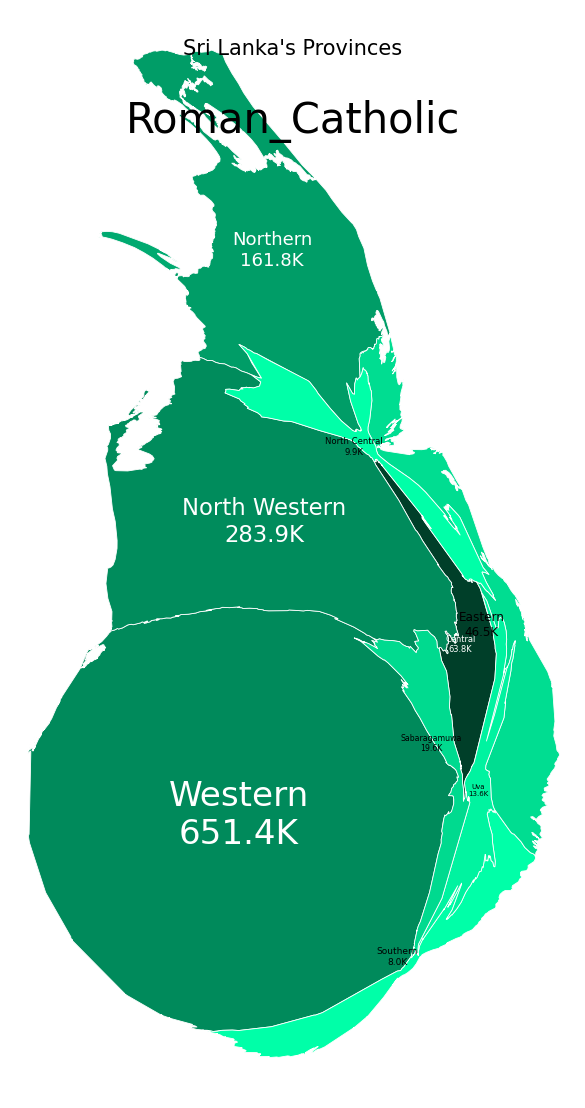 Sri Lanka's Provinces
Roman_Catholic
Northern
161.8K
North Central
9.9K
North Western
283.9K
Eastern
46.5K
Central
63.8K
Sabaragamuwa
19.6K
Uva
13.6K
Western
651.4K
Southern
8.0K